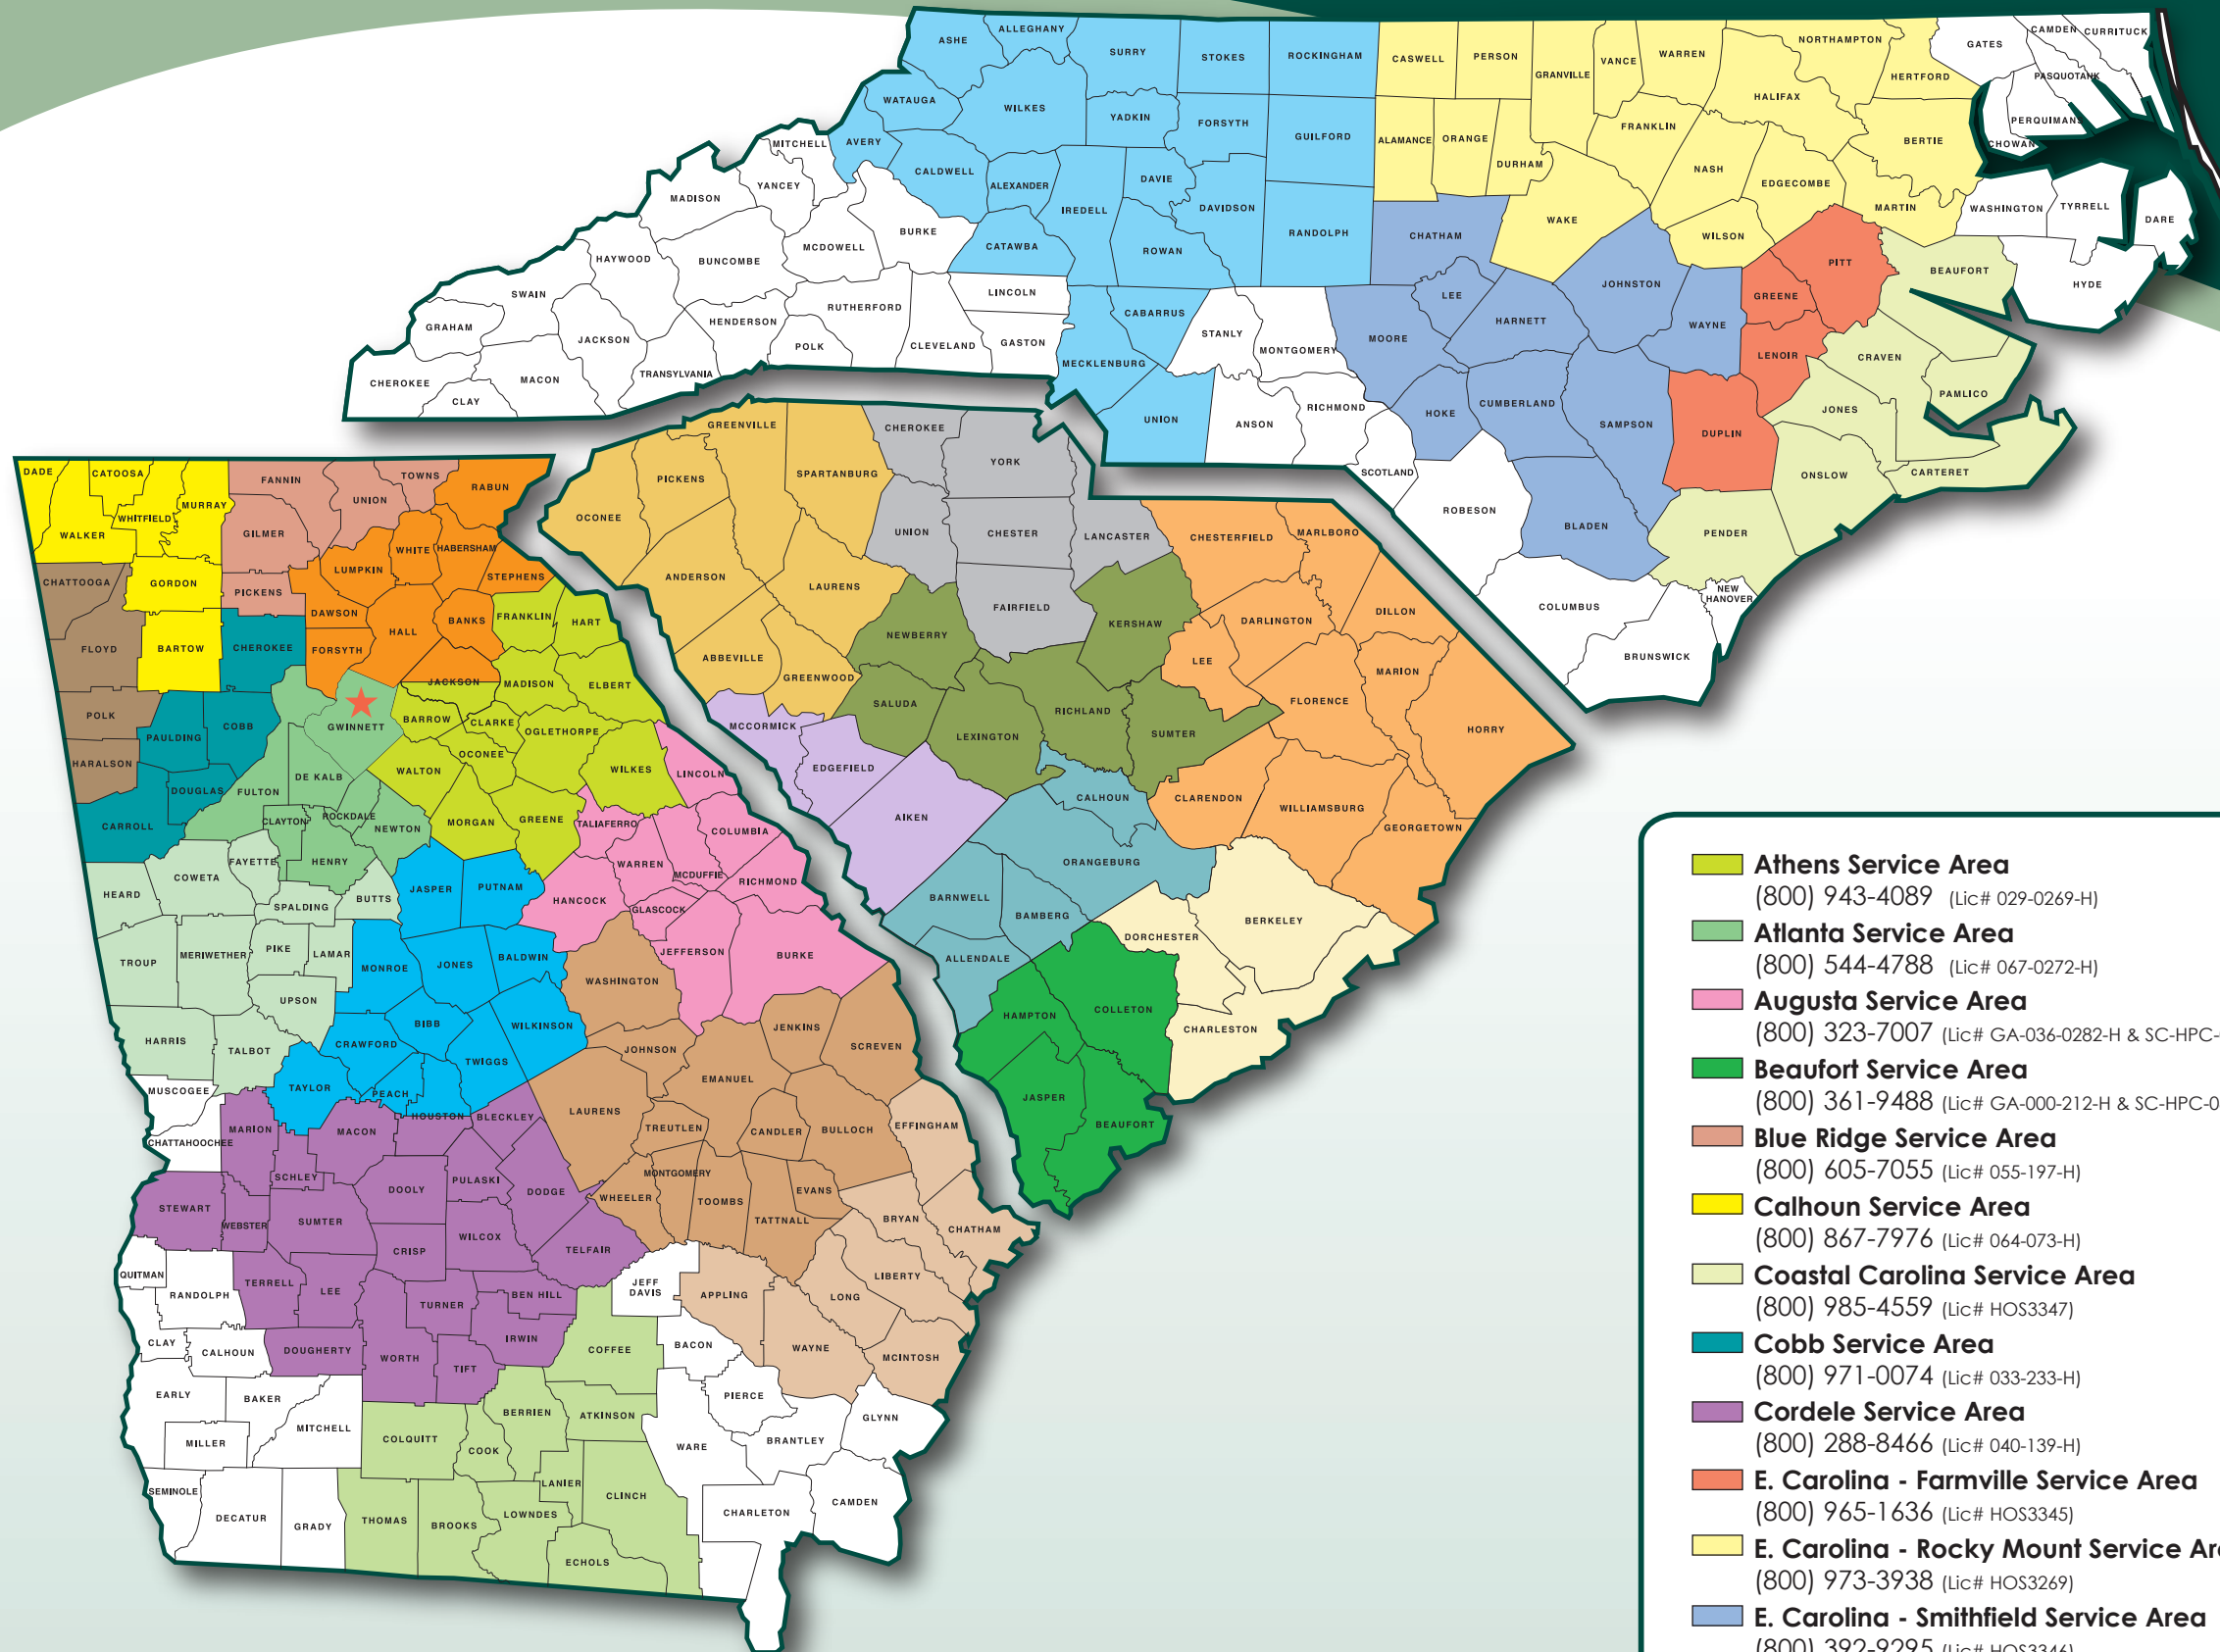 ALLEGHANY
ASHE
SURRY
STOKES
ROCKINGHAM
CASWELL
PERSON
GRANVILLE
VANCE
WARREN
NORTHAMPTON
HERTFORD
GATES
CAMDEN
CURRITUCK
PASQUOTANK
PERQUIMANS
CHOWAN
WATAUGA
WILKES
YADKIN
FORSYTH
GUILFORD
ALAMANCE
ORANGE
DURHAM
FRANKLIN
HALIFAX
NASH
BERTIE
EDGECOMBE
MARTIN
WASHINGTON
TYRRELL
DARE
MITCHELL
AVERY
CALDWELL
ALEXANDER
DAVIE
IREDELL
DAVIDSON
RANDOLPH
CHATHAM
WAKE
WILSON
PITT
BEAUFORT
HYDE
YANCEY
MADISON
BURKE
MCDOWELL
CATAWBA
ROWAN
HAYWOOD
BUNCOMBE
SWAIN
LINCOLN
RUTHERFORD
CABARRUS
LEE
JOHNSTON
GREENE
GRAHAM
JACKSON
HENDERSON
POLK
CLEVELAND
GASTON
STANLY
MONTGOMERY
MOORE
HARNETT
WAYNE
LENOIR
CRAVEN
PAMLICO
CHEROKEE
CLAY
MACON
TRANSYLVANIA
MECKLENBURG
UNION
ANSON
RICHMOND
HOKE
CUMBERLAND
SAMPSON
DUPLIN
JONES
ONSLOW
CARTERET
SCOTLAND
ROBESON
BLADEN
PENDER
NEW
HANOVER
COLUMBUS
BRUNSWICK
GREENVILLE
CHEROKEE
YORK
PICKENS
SPARTANBURG
OCONEE
UNION
CHESTER
LANCASTER
CHESTERFIELD
MARLBORO
ANDERSON
LAURENS
FAIRFIELD
KERSHAW
DARLINGTON
DILLON
NEWBERRY
ABBEVILLE
GREENWOOD
LEE
MARION
SALUDA
RICHLAND
FLORENCE
HORRY
MCCORMICK
LEXINGTON
SUMTER
EDGEFIELD
AIKEN
CALHOUN
CLARENDON
WILLIAMSBURG
GEORGETOWN
ORANGEBURG
BARNWELL
BAMBERG
BERKELEY
DORCHESTER
ALLENDALE
HAMPTON
COLLETON
CHARLESTON
JASPER
BEAUFORT
DADE
CATOOSA
WHITFIELD
MURRAY
WALKER
FANNIN
UNION
TOWNS
RABUN
GILMER
WHITE
HABERSHAM
LUMPKIN
STEPHENS
CHATTOOGA
GORDON
PICKENS
DAWSON
HALL
BANKS
FRANKLIN
HART
FLOYD
BARTOW
CHEROKEE
FORSYTH
JACKSON
MADISON
ELBERT
POLK
PAULDING
COBB
GWINNETT
BARROW
CLARKE
OGLETHORPE
OCONEE
HARALSON
DOUGLAS
DE KALB
FULTON
WALTON
WILKES
LINCOLN
CARROLL
CLAYTON
ROCKDALE
NEWTON
MORGAN
GREENE
TALIAFERRO
COLUMBIA
HENRY
FAYETTE
COWETA
HEARD
SPALDING
BUTTS
JASPER
PUTNAM
WARREN
MCDUFFIE
RICHMOND
HANCOCK
GLASCOCK
TROUP
MERIWETHER
PIKE
LAMAR
MONROE
JONES
BALDWIN
JEFFERSON
BURKE
UPSON
WASHINGTON
HARRIS
TALBOT
BIBB
CRAWFORD
WILKINSON
TWIGGS
JENKINS
SCREVEN
JOHNSON
EMANUEL
MUSCOGEE
TAYLOR
PEACH
HOUSTON
BLECKLEY
LAURENS
CHATTAHOOCHEE
MARION
MACON
TREUTLEN
CANDLER
BULLOCH
EFFINGHAM
SCHLEY
DOOLY
PULASKI
DODGE
MONTGOMERY
WHEELER
TOOMBS
EVANS
TATTNALL
STEWART
WEBSTER
SUMTER
CRISP
WILCOX
TELFAIR
BRYAN
CHATHAM
QUITMAN
RANDOLPH
TERRELL
LEE
TURNER
BEN HILL
JEFF
DAVIS
APPLING
LONG
LIBERTY
CLAY
CALHOUN
DOUGHERTY
WORTH
TIFT
IRWIN
COFFEE
BACON
WAYNE
MCINTOSH
EARLY
BAKER
MITCHELL
BERRIEN
ATKINSON
PIERCE
GLYNN
MILLER
COLQUITT
COOK
WARE
BRANTLEY
SEMINOLE
DECATUR
GRADY
THOMAS
BROOKS
LANIER
LOWNDES
CLINCH
ECHOLS
CHARLETON
CAMDEN
Athens Service Area
(800) 943-4089 (Lic# 029-0269-H)
Atlanta Service Area
(800) 544-4788 (Lic# 067-0272-H)
Augusta Service Area
(800) 323-7007 (Lic# GA-036-0282-H & SC-HPC-
Beaufort Service Area
(800) 361-9488 (Lic# GA-000-212-H & SC-HPC-0
Blue Ridge Service Area
(800) 605-7055 (Lic# 055-197-H)
Calhoun Service Area
(800) 867-7976 (Lic# 064-073-H)
Coastal Carolina Service Area
(800) 985-4559 (Lic# HOS3347)
Cobb Service Area
(800) 971-0074 (Lic# 033-233-H)
Cordele Service Area
(800) 288-8466 (Lic# 040-139-H)
E. Carolina - Farmville Service Area
(800) 965-1636 (Lic# HOS3345)
E. Carolina - Rocky Mount Service Are
(800) 973-3938 (Lic# HOS3269)
E. Carolina - Smithfield Service Area
(800) 392-9295 (Lic# HOS3346)